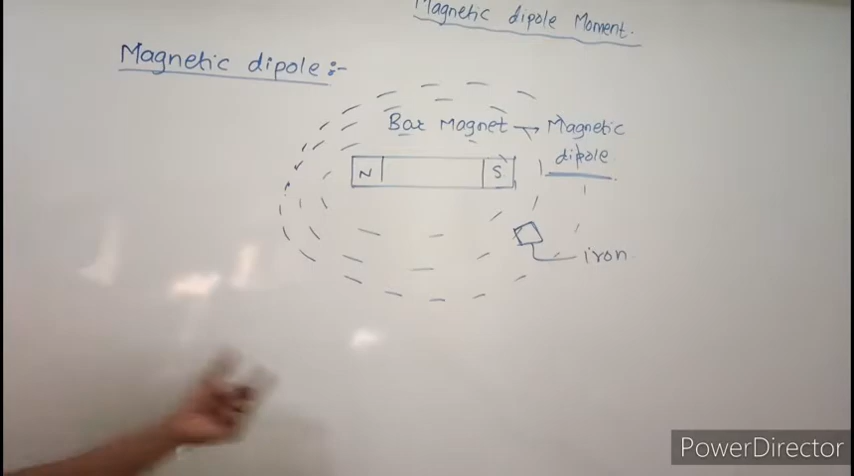 Magnetic dipole Moment.
Magnetic dipole :-
Bar Magnet → Magnetic
dipole
N
S
iron
PowerDirector